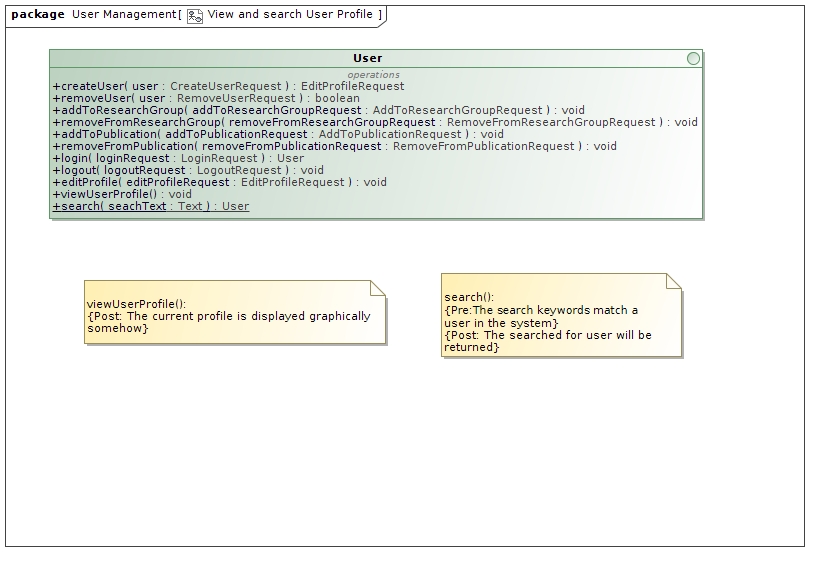 package User Management[ View and search User Profile ]
User
operations
+createUser( user : CreateUserRequest ) : EditProfileRequest
+removeUser( user : RemoveUserRequest ) : boolean
+addToResearchGroup( addToResearchGroupRequest : AddToResearchGroupRequest ) : void
+removeFromResearchGroup( removeFromResearchGroupRequest : RemoveFromResearchGroupRequest ) : void
+addToPublication( addToPublicationRequest : AddToPublicationRequest ) : void
+removeFromPublication( removeFromPublicationRequest : RemoveFromPublicationRequest ) : void
+login( loginRequest : LoginRequest ) : User
+logout( logoutRequest : LogoutRequest ) : void
+editProfile( editProfileRequest : EditProfileRequest ) : void
+viewUserProfile() : void
+search( seachText : Text ) : User
viewUserProfile():
{Post: The current profile is displayed graphically
somehow}
search():
{Pre:The search keywords match a
user in the system}
{Post: The searched for user will be
returned}